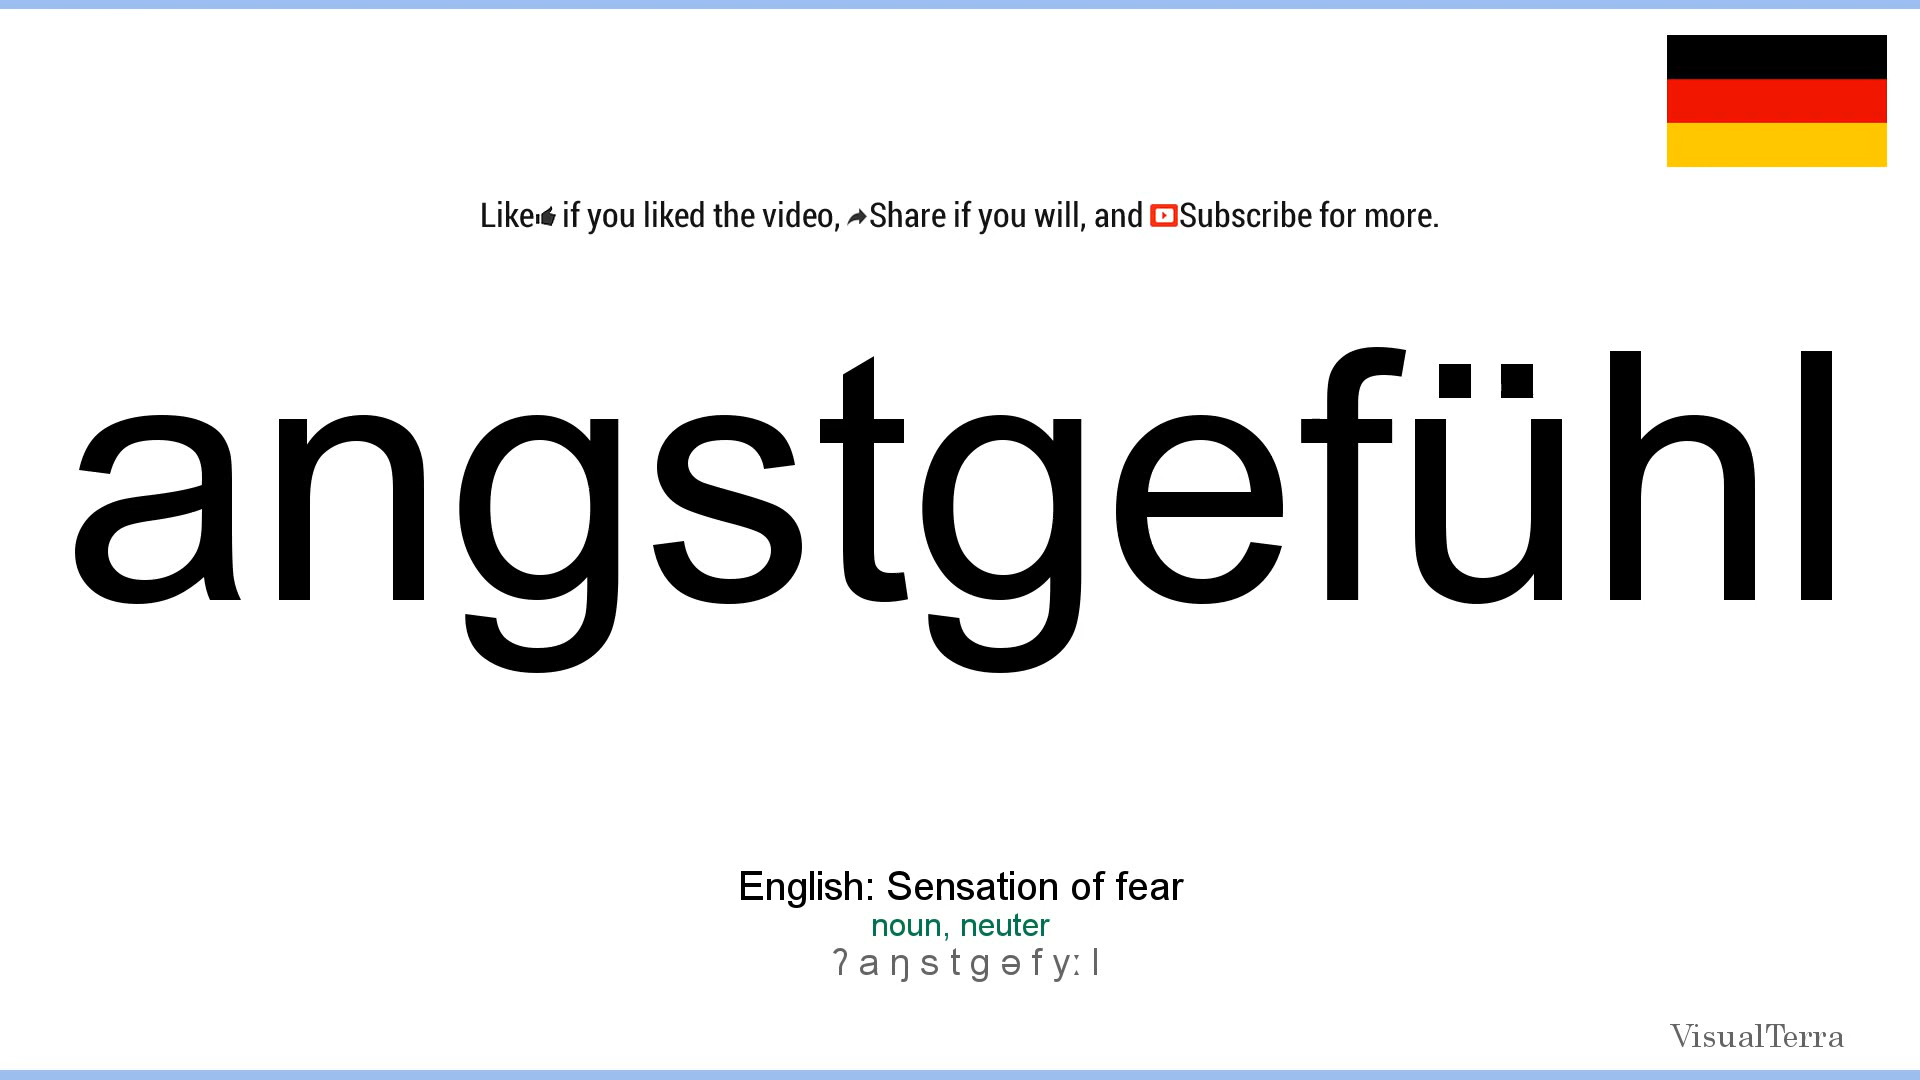 Like if you liked the video, Share if you will, and Subscribe for more.
angstgefühl
English: Sensation of fear
noun, neuter
ʔ a ŋ s t g ə f yː l
VisualTerra